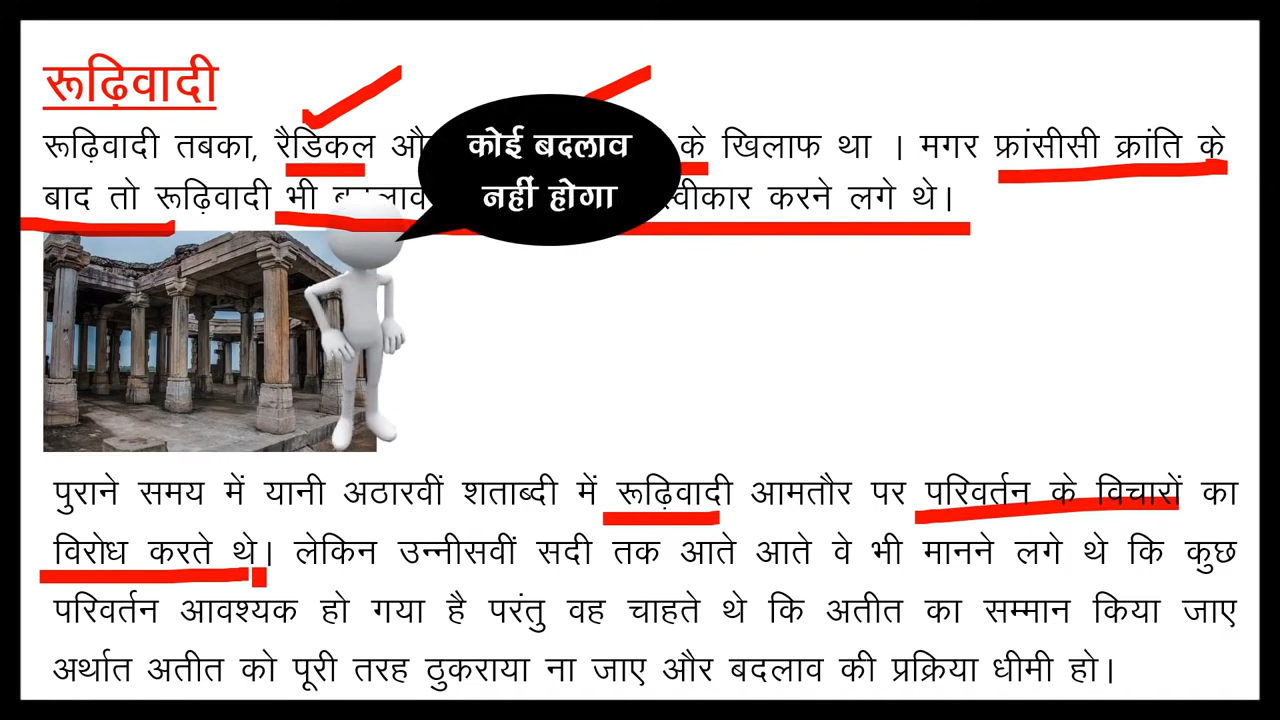 रूढ़िवादी
रूढ़िवादी तबका, रैडिकल के खिलाफ था । मगर फ्रांसीसी क्रांति के
बाद तो रूढ़िवादी भी करने लगे थे।
कोई बदलाव
नहीं होगा
पुराने समय में यानी अठारवीं शताब्दी में रूढ़िवादी आमतौर पर परिवर्तन के विचारों का
विरोध करते थे। लेकिन उन्नीसवीं सदी तक आते आते वे भी मानने लगे थे कि कुछ
परिवर्तन आवश्यक हो गया है परंतु वह चाहते थे कि अतीत का सम्मान किया जाए
अर्थात अतीत को पूरी तरह ठुकराया ना जाए और बदलाव की प्रक्रिया धीमी हो।